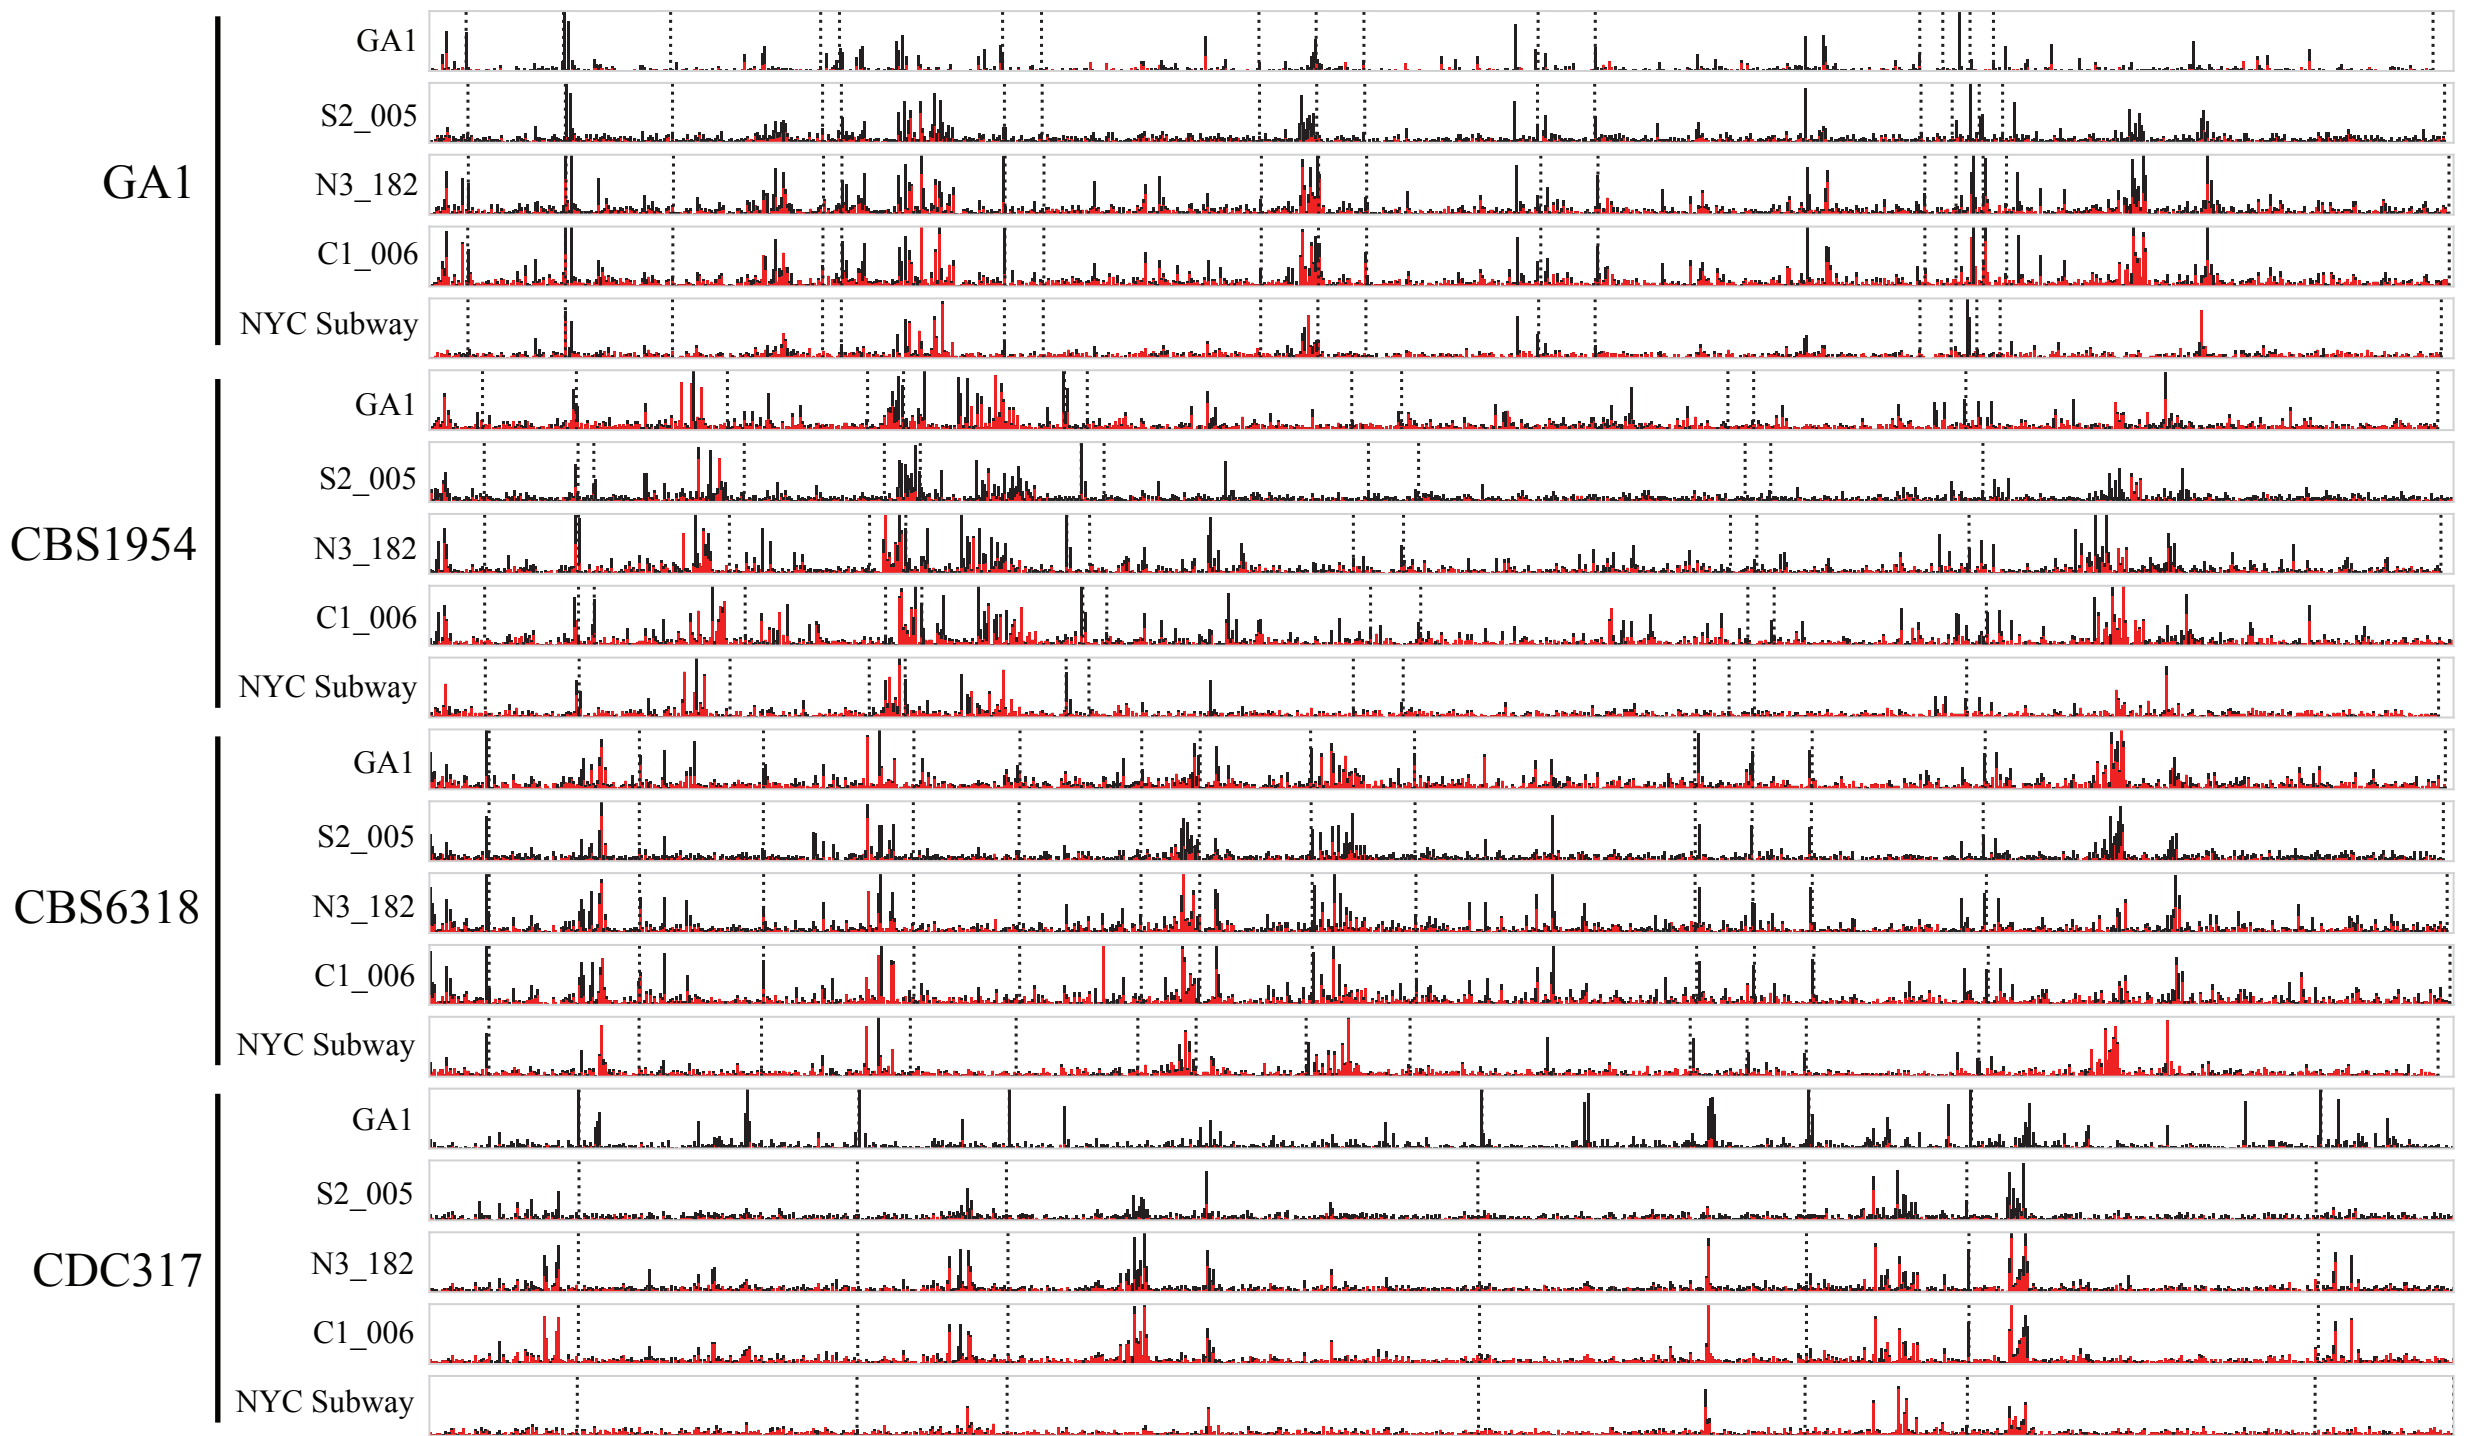 GA1
GA1
S2_005
N3_182
C1_006
NYC Subway
CBS1954
GA1
S2_005
N3_182
C1_006
NYC Subway
CBS6318
GA1
S2_005
N3_182
C1_006
NYC Subway
CDC317
GA1
S2_005
N3_182
C1_006
NYC Subway